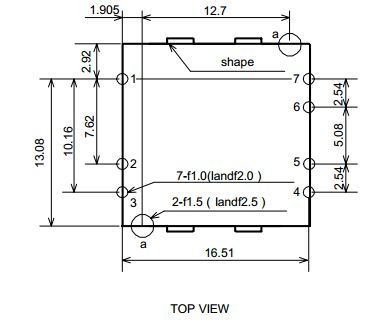 1.905
12.7
a
2.92
shape
1
7
2.54
6
13.08
10.16
7.62
5.08
2
5
7-f1.0(landf2.0 )
2.54
3
4
2-f1.5 ( landf2.5 )
a
16.51
TOP VIEW